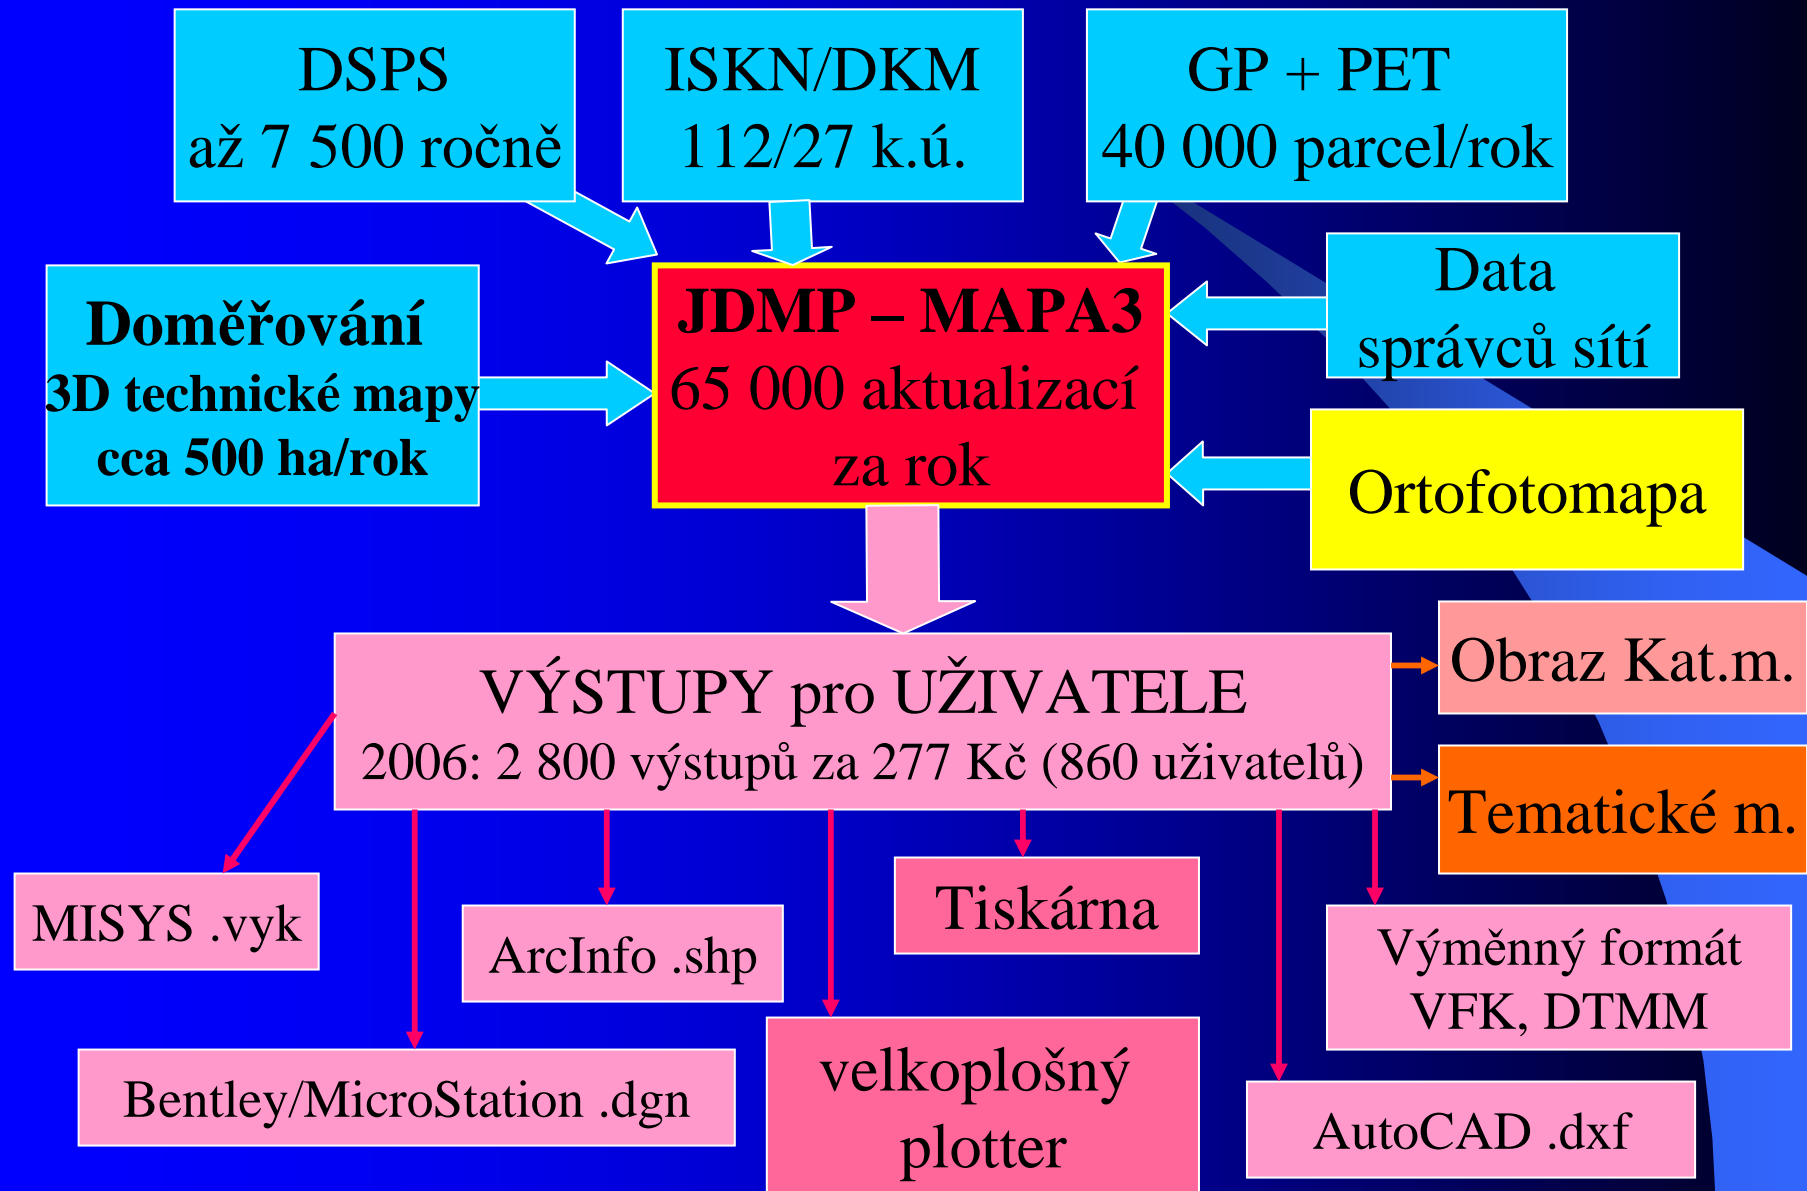 DSPS
až 7 500 ročně
ISKN/DKM
112/27 k.ú.
GP + PET
40 000 parcel/rok
Doměřování
3D technické mapy
cca 500 ha/rok
JDMP – MAPA3
65 000 aktualizací
za rok
Data
správců sítí
Ortofotomapa
VÝSTUPY pro UŽIVATELE
2006: 2 800 výstupů za 277 Kč (860 uživatelů)
Obraz Kat.m.
Tematické m.
MISYS .vyk
ArcInfo .shp
Tiskárna
Výměnný formát
VFK, DTMM
Bentley/MicroStation .dgn
velkoplošný
plotter
AutoCAD .dxf